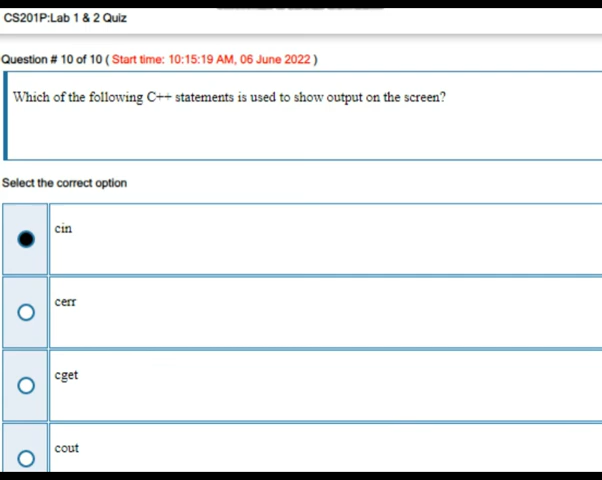 CS201P:Lab 1 & 2 Quiz
Question # 10 of 10 ( Start time: 10:15:19 AM, 06 June 2022 )
Which of the following C++ statements is used to show output on the screen?
Select the correct option
cin
cerr
cget
cout